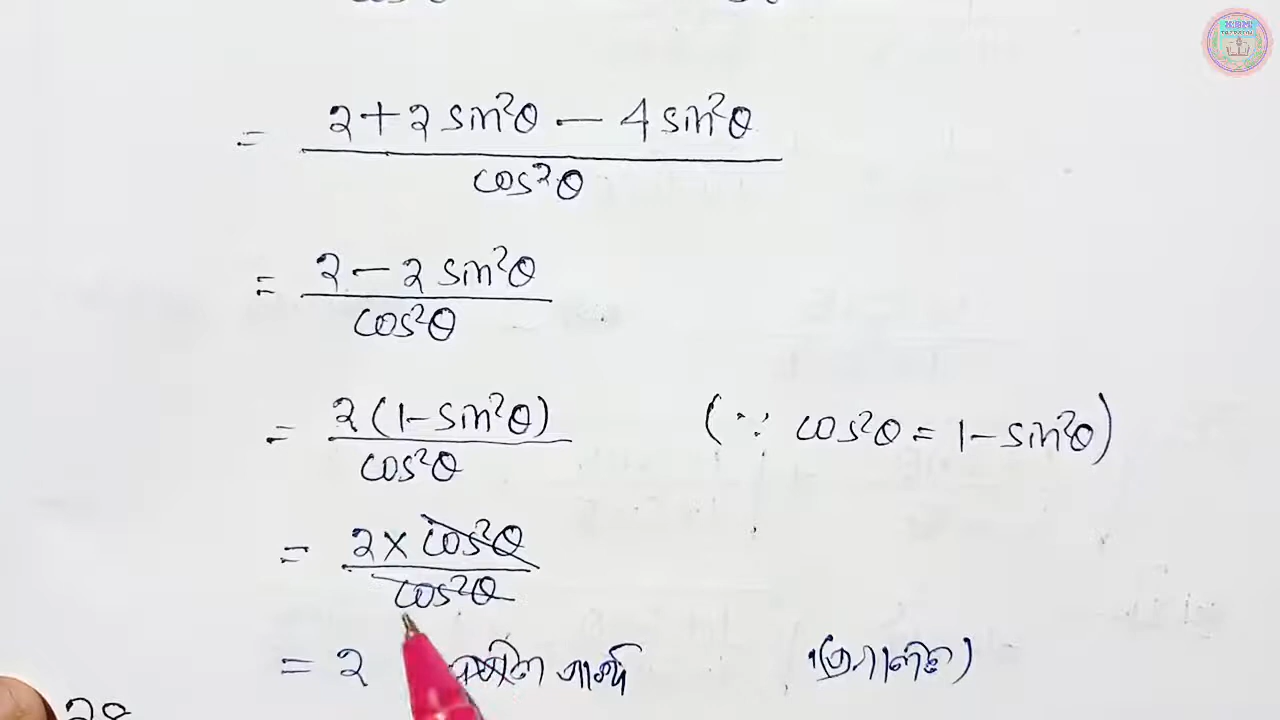 = (2 + 2 sin²θ – 4 sin²θ) / cos²θ
= (2 – 2 sin²θ) / cos²θ
= 2(1 – sin²θ) / cos²θ (∵ cos²θ = 1 – sin²θ)
= 2 × cos²θ / cos²θ
= 2 (প্রমাণিত)